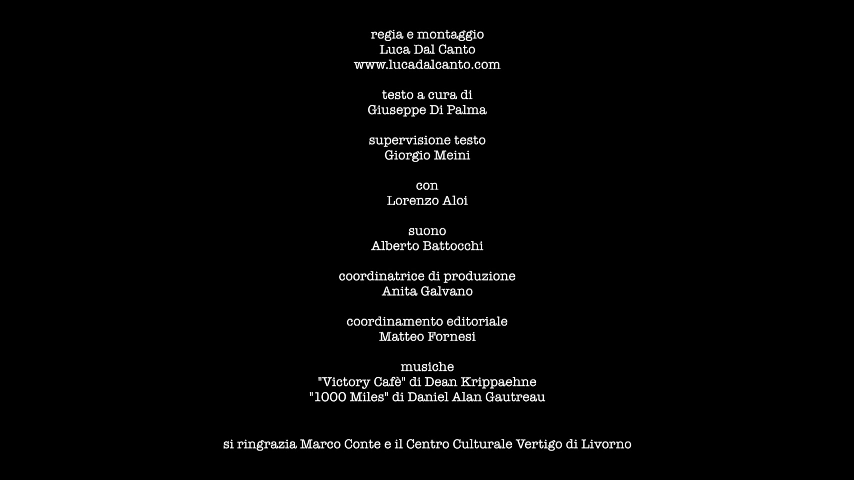 regia e montaggio
Luca Dal Canto
www.lucadalcanto.com
testo a cura di
Giuseppe Di Palma
supervisione testo
Giorgio Meini
con
Lorenzo Aloi
suono
Alberto Battocchi
coordinatrice di produzione
Anita Galvano
coordinamento editoriale
Matteo Fornesi
musiche
"Victory Cafè" di Dean Krippaehne
"1000 Miles" di Daniel Alan Gautreau
si ringrazia Marco Conte e il Centro Culturale Vertigo di Livorno